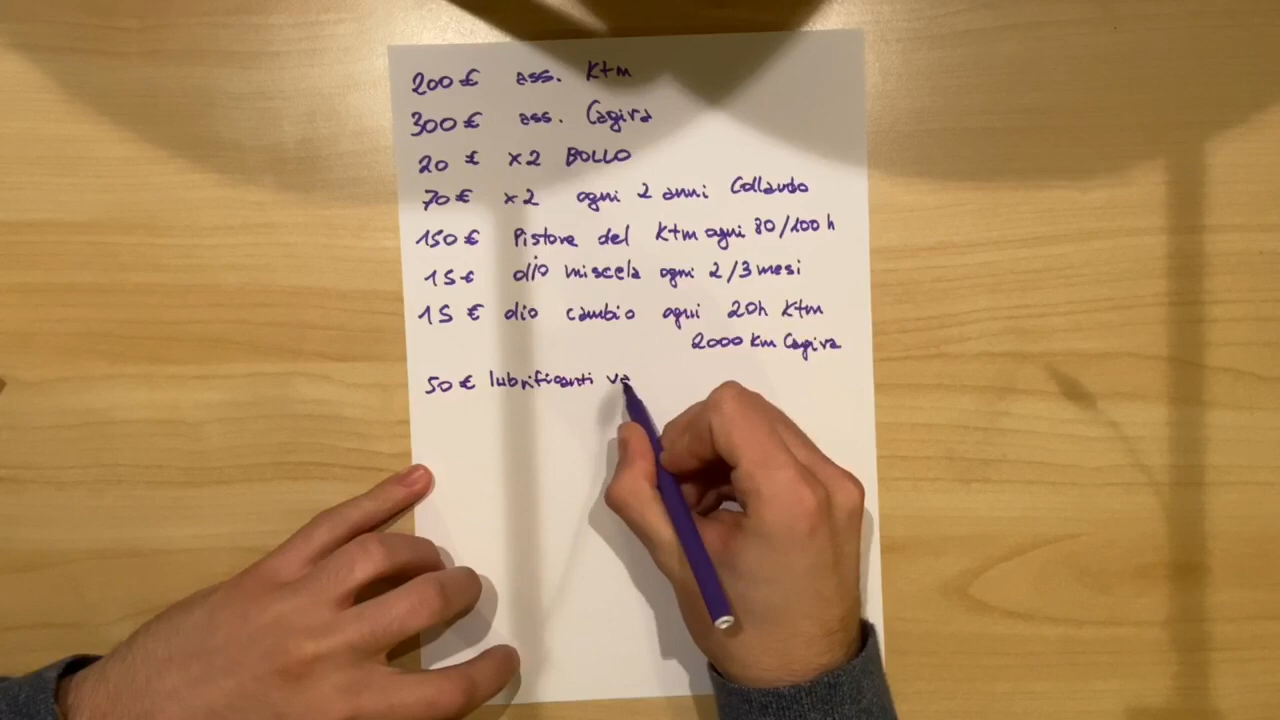 200€ ass. Ktm
300€ ass. Cagiva
20 € x2 BOLLO
70€ x2 ogni 2 anni Collaudo
150€ Pistone del Ktm ogni 80/100 h
15€ olio miscela ogni 2/3 mesi
15 € olio cambio ogni 20h Ktm
2000 Km Cagiva
50€ lubrificanti va